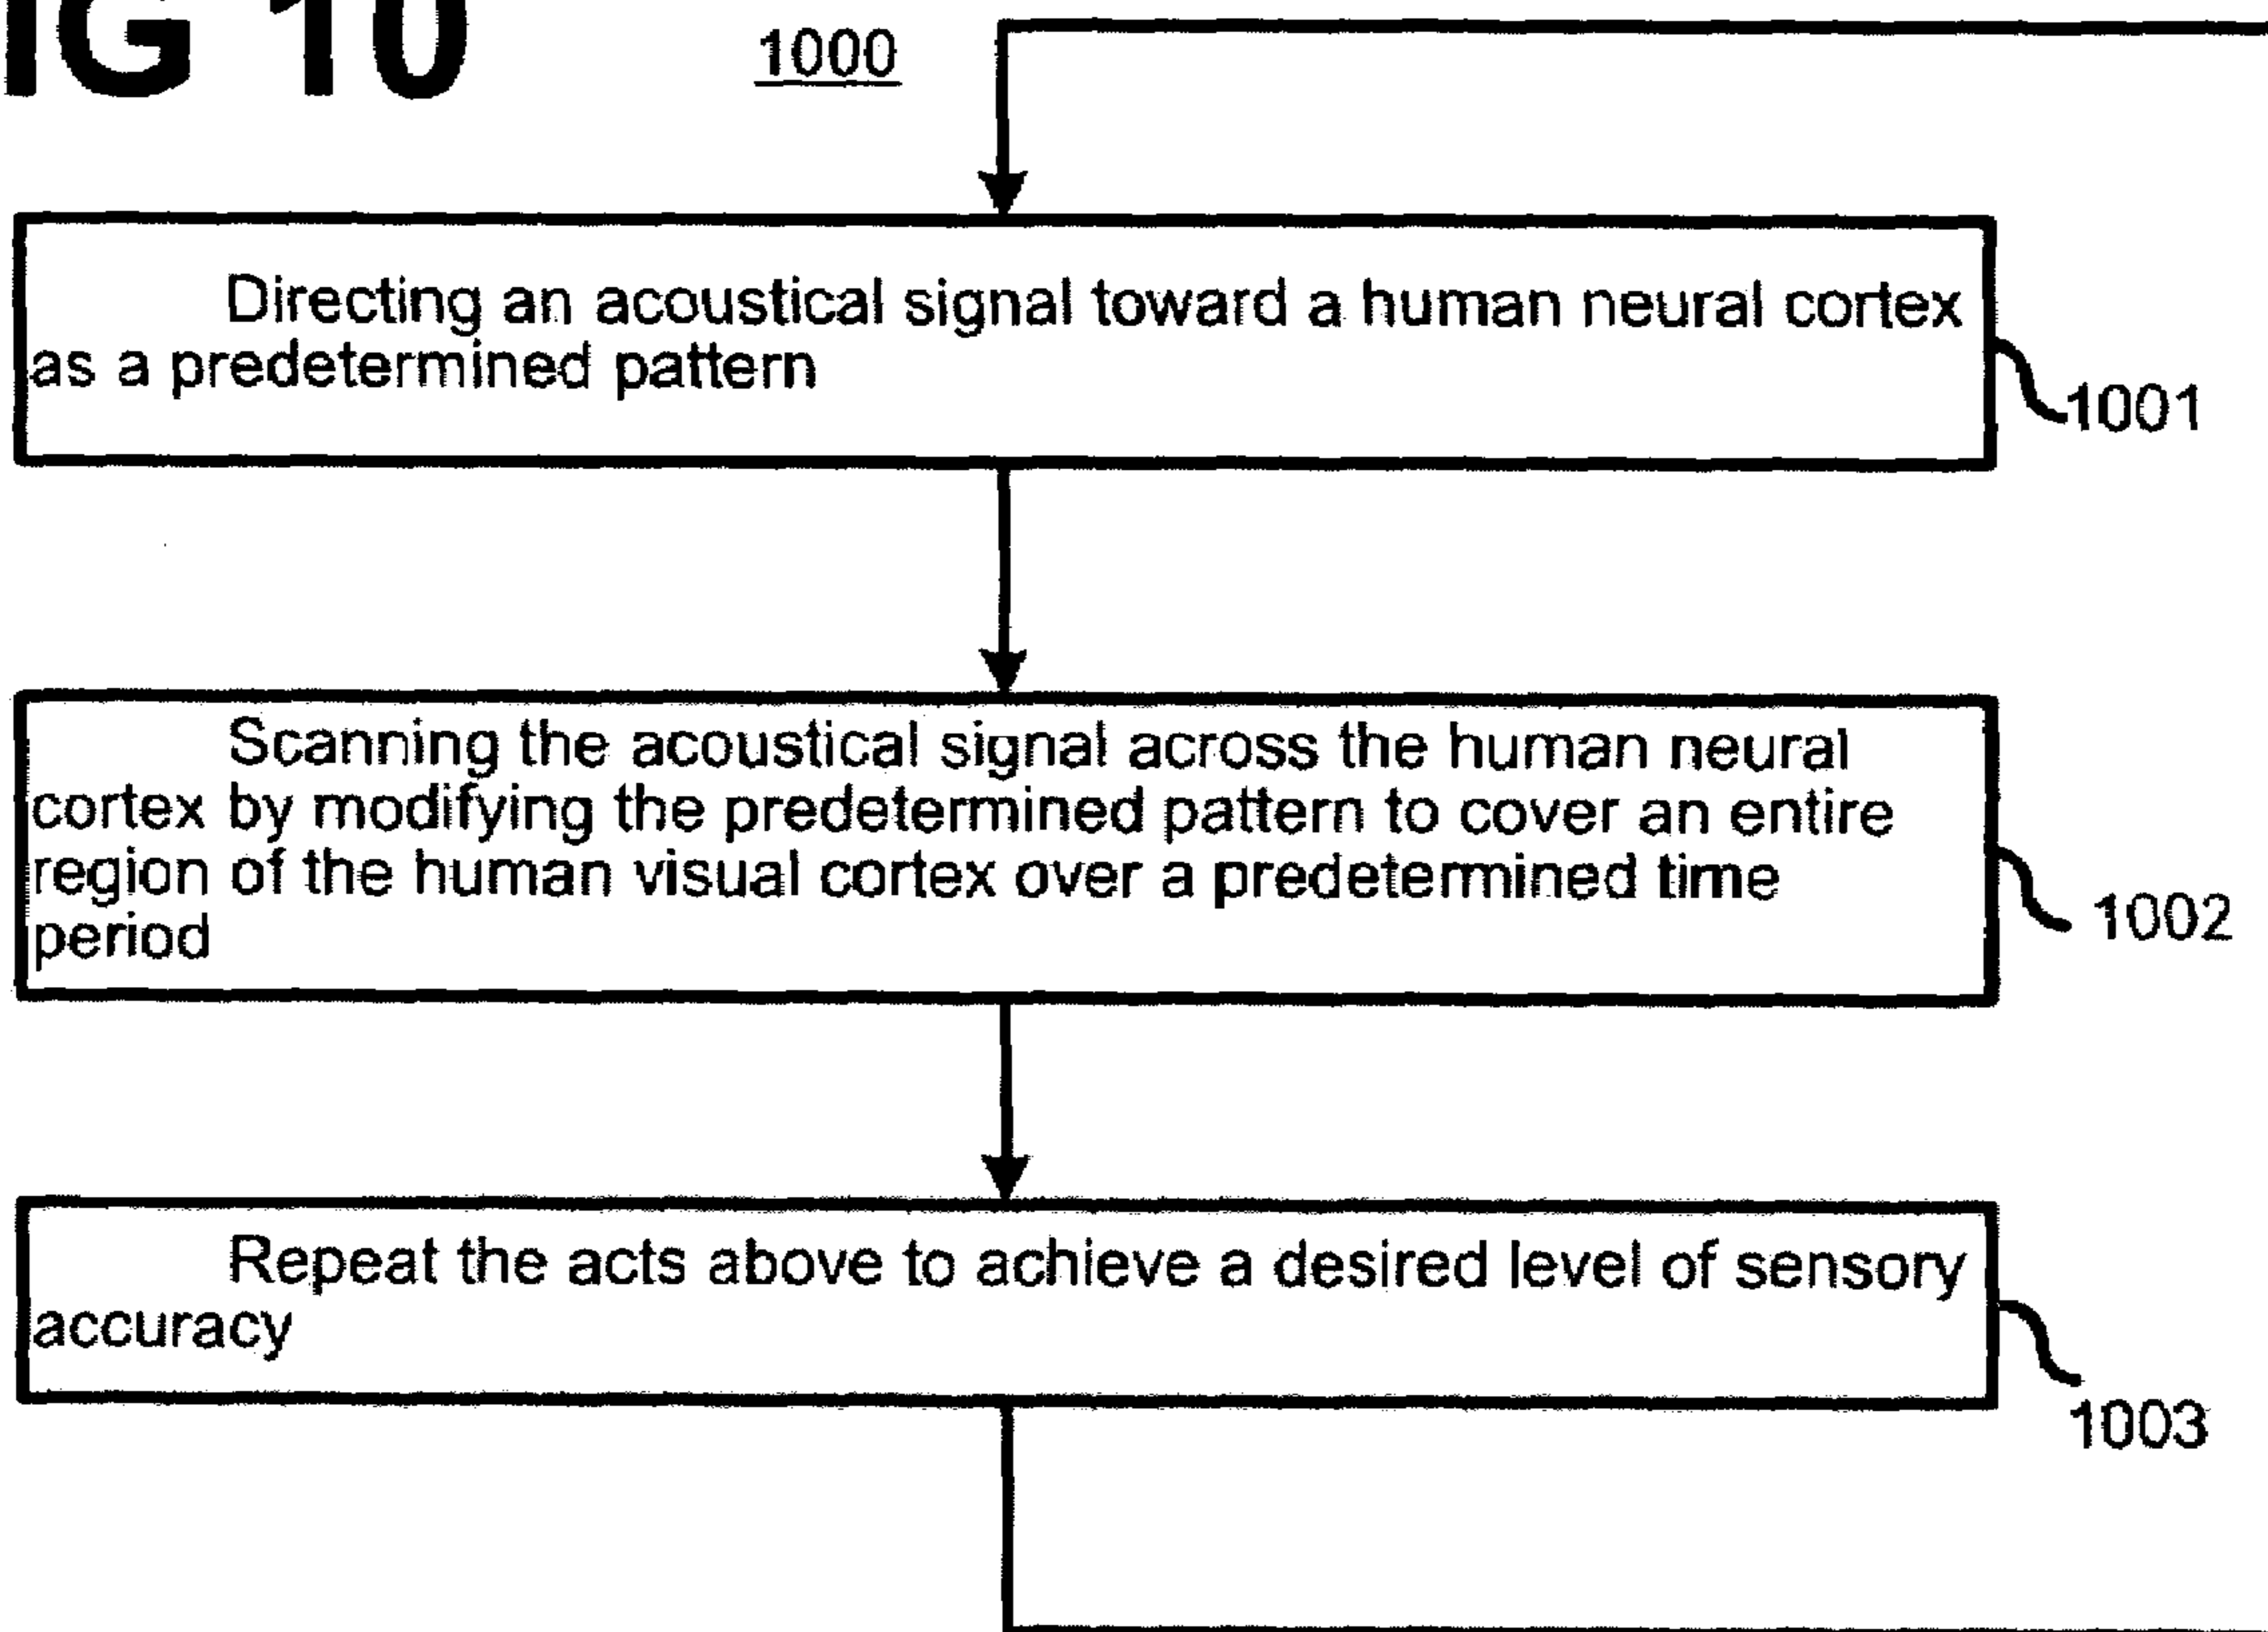 IG 10
1000
Directing an acoustical signal toward a human neural cortex
as a predetermined pattern
1001
Scanning the acoustical signal across the human neural
cortex by modifying the predetermined pattern to cover an entire
region of the human visual cortex over a predetermined time
period
1002
Repeat the acts above to achieve a desired level of sensory
accuracy
1003